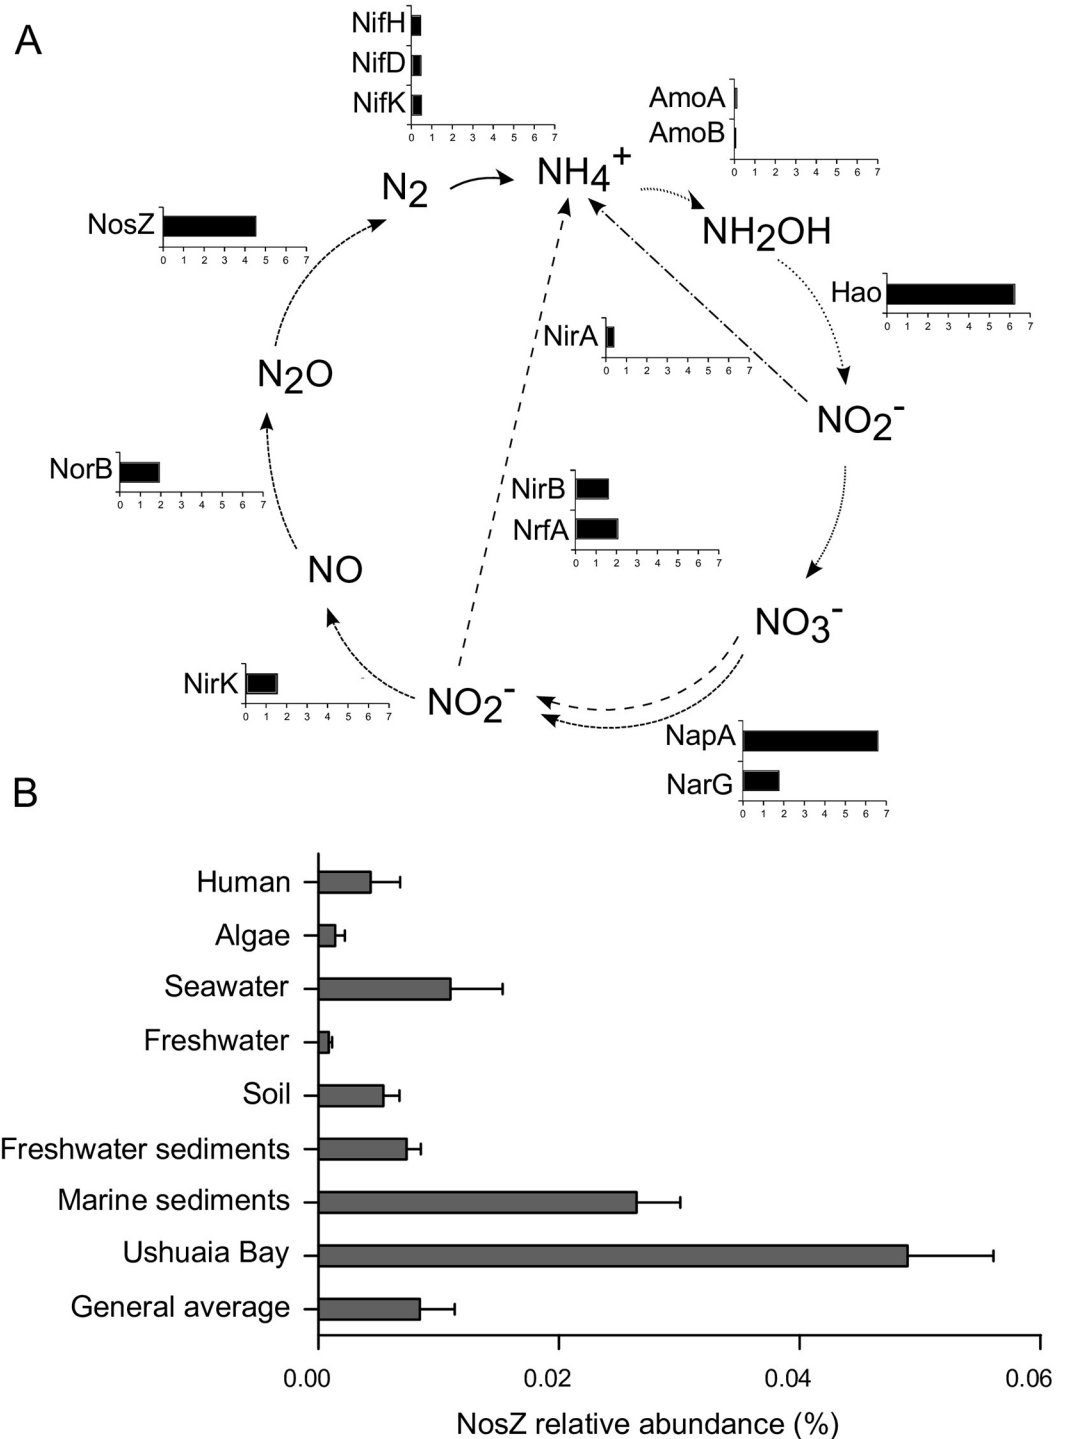 A
NifH
NifD
NifK
0 1 2 3 4 5 6 7
AmoA
AmoB
0 1 2 3 4 5 6 7
N2
NH4+
NH2OH
NosZ
0 1 2 3 4 5 6 7
Hao
0 1 2 3 4 5 6 7
NirA
0 1 2 3 4 5 6 7
N2O
NO2-
NorB
0 1 2 3 4 5 6 7
NirB
NrfA
0 1 2 3 4 5 6 7
NO
NO3-
NirK
0 1 2 3 4 5 6 7
NO2-
NapA
NarG
0 1 2 3 4 5 6 7
B
Human
Algae
Seawater
Freshwater
Soil
Freshwater sediments
Marine sediments
Ushuaia Bay
General average
0.00 0.02 0.04 0.06
NosZ relative abundance (%)